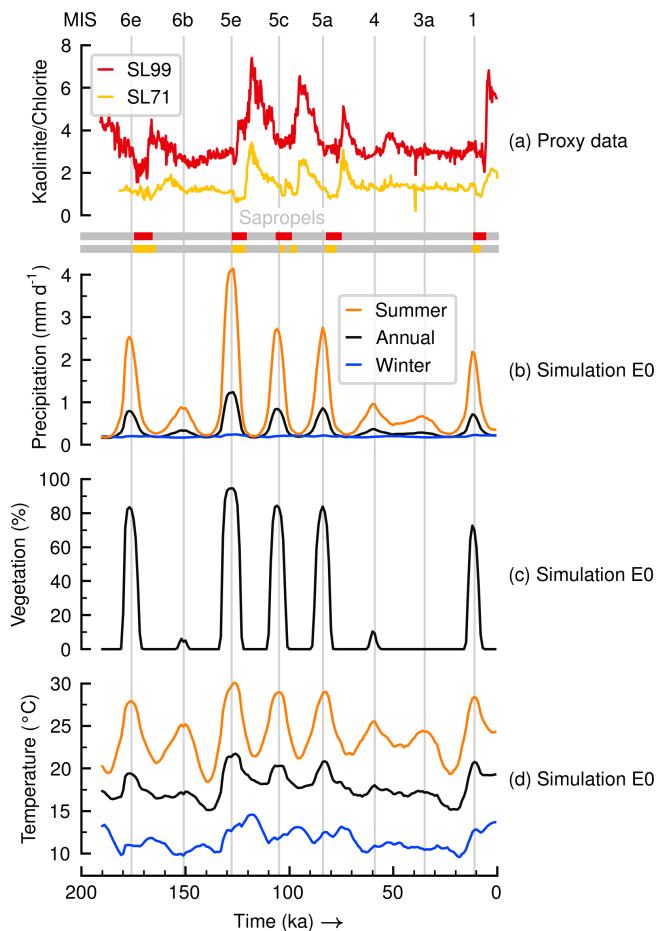 MIS 6e 6b 5e 5c 5a 4 3a 1
8
6
4
2
0
Kaolinite/Chlorite
SL99
SL71
(a) Proxy data
Sapropels
4
3
2
1
0
Precipitation (mm d⁻¹)
Summer
Annual
Winter
(b) Simulation E0
100
80
60
40
20
0
Vegetation (%)
(c) Simulation E0
30
25
20
15
10
Temperature (°C)
(d) Simulation E0
200 150 100 50 0
Time (ka) →